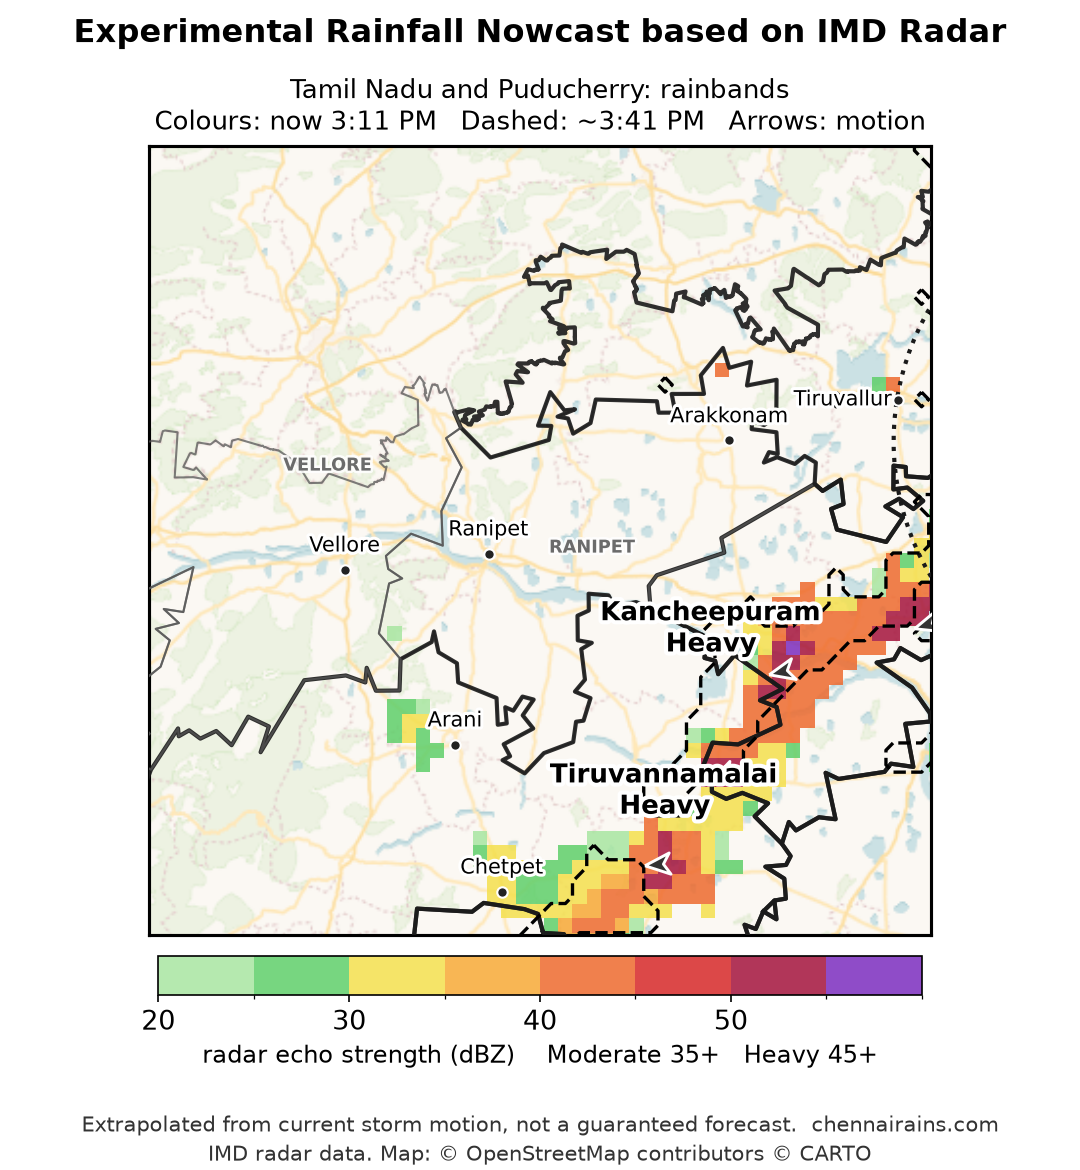 Experimental Rainfall Nowcast based on IMD Radar
Tamil Nadu and Puducherry: rainbands
Colours: now 3:11 PM   Dashed: ~3:41 PM   Arrows: motion
Tiruvallur
Arakkonam
VELLORE
Ranipet
Vellore
RANIPET
Kancheepuram
Heavy
Arani
Tiruvannamalai
Heavy
Chetpet
20 30 40 50
radar echo strength (dBZ)   Moderate 35+   Heavy 45+
Extrapolated from current storm motion, not a guaranteed forecast.  chennairains.com
IMD radar data. Map: © OpenStreetMap contributors © CARTO